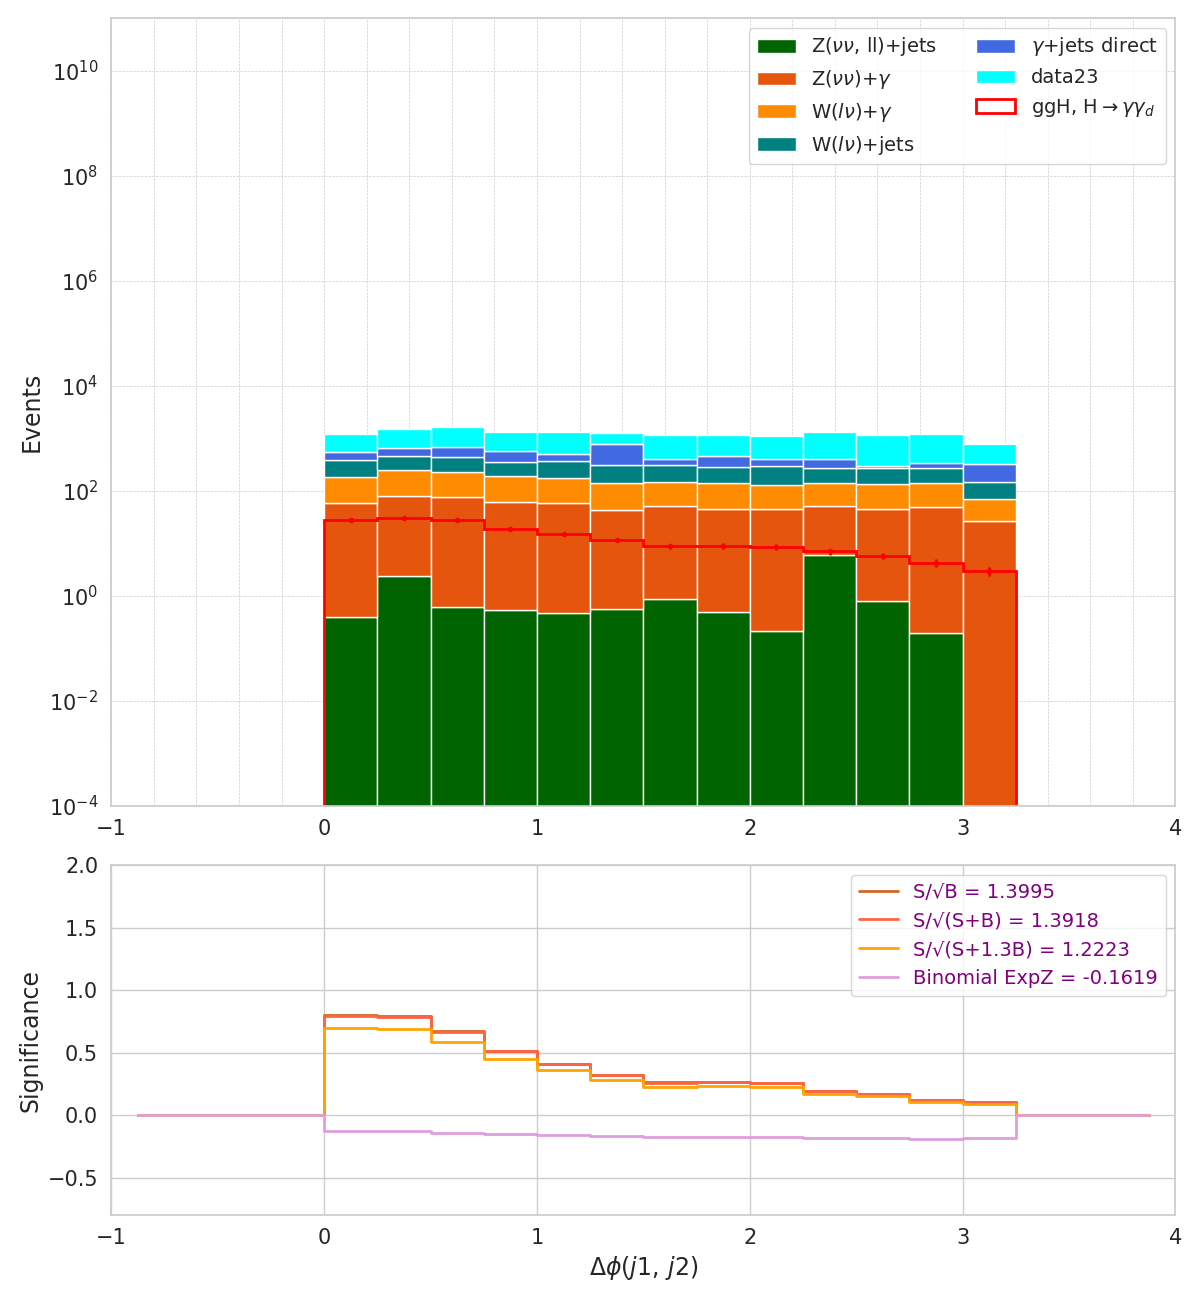 Z(νν, ll)+jets
Z(νν)+γ
W(lν)+γ
W(lν)+jets
γ+jets direct
data23
ggH, H→γγ_d
Events
10^10
10^8
10^6
10^4
10^2
10^0
10^−2
10^−4
−1 0 1 2 3 4
S/√B = 1.3995
S/√(S+B) = 1.3918
S/√(S+1.3B) = 1.2223
Binomial ExpZ = -0.1619
Significance
2.0
1.5
1.0
0.5
0.0
−0.5
−1 0 1 2 3 4
Δϕ(j1, j2)